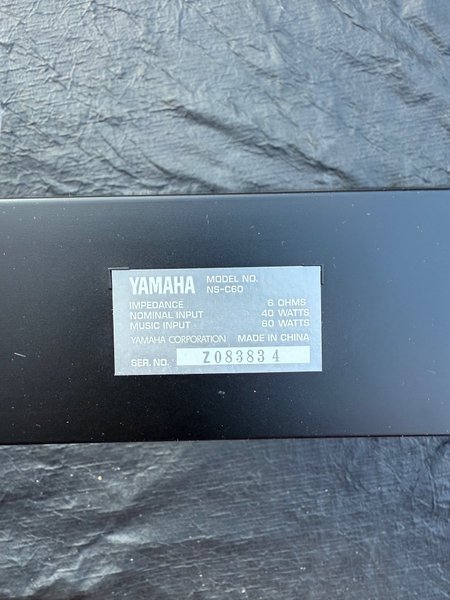 YAMAHA MODEL NO. NS-C60
IMPEDANCE 6 OHMS
NOMINAL INPUT 40 WATTS
MUSIC INPUT 80 WATTS
YAMAHA CORPORATION MADE IN CHINA
SER. NO. Z083834